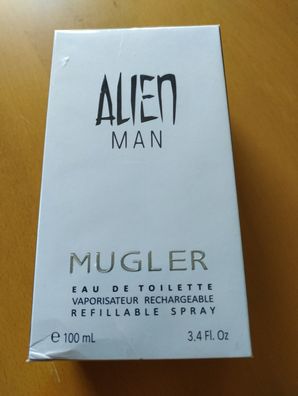 ALIEN
MAN
MUGLER
EAU DE TOILETTE
VAPORISATEUR RECHARGEABLE
REFILLABLE SPRAY
℮ 100 mL 3.4 Fl. Oz